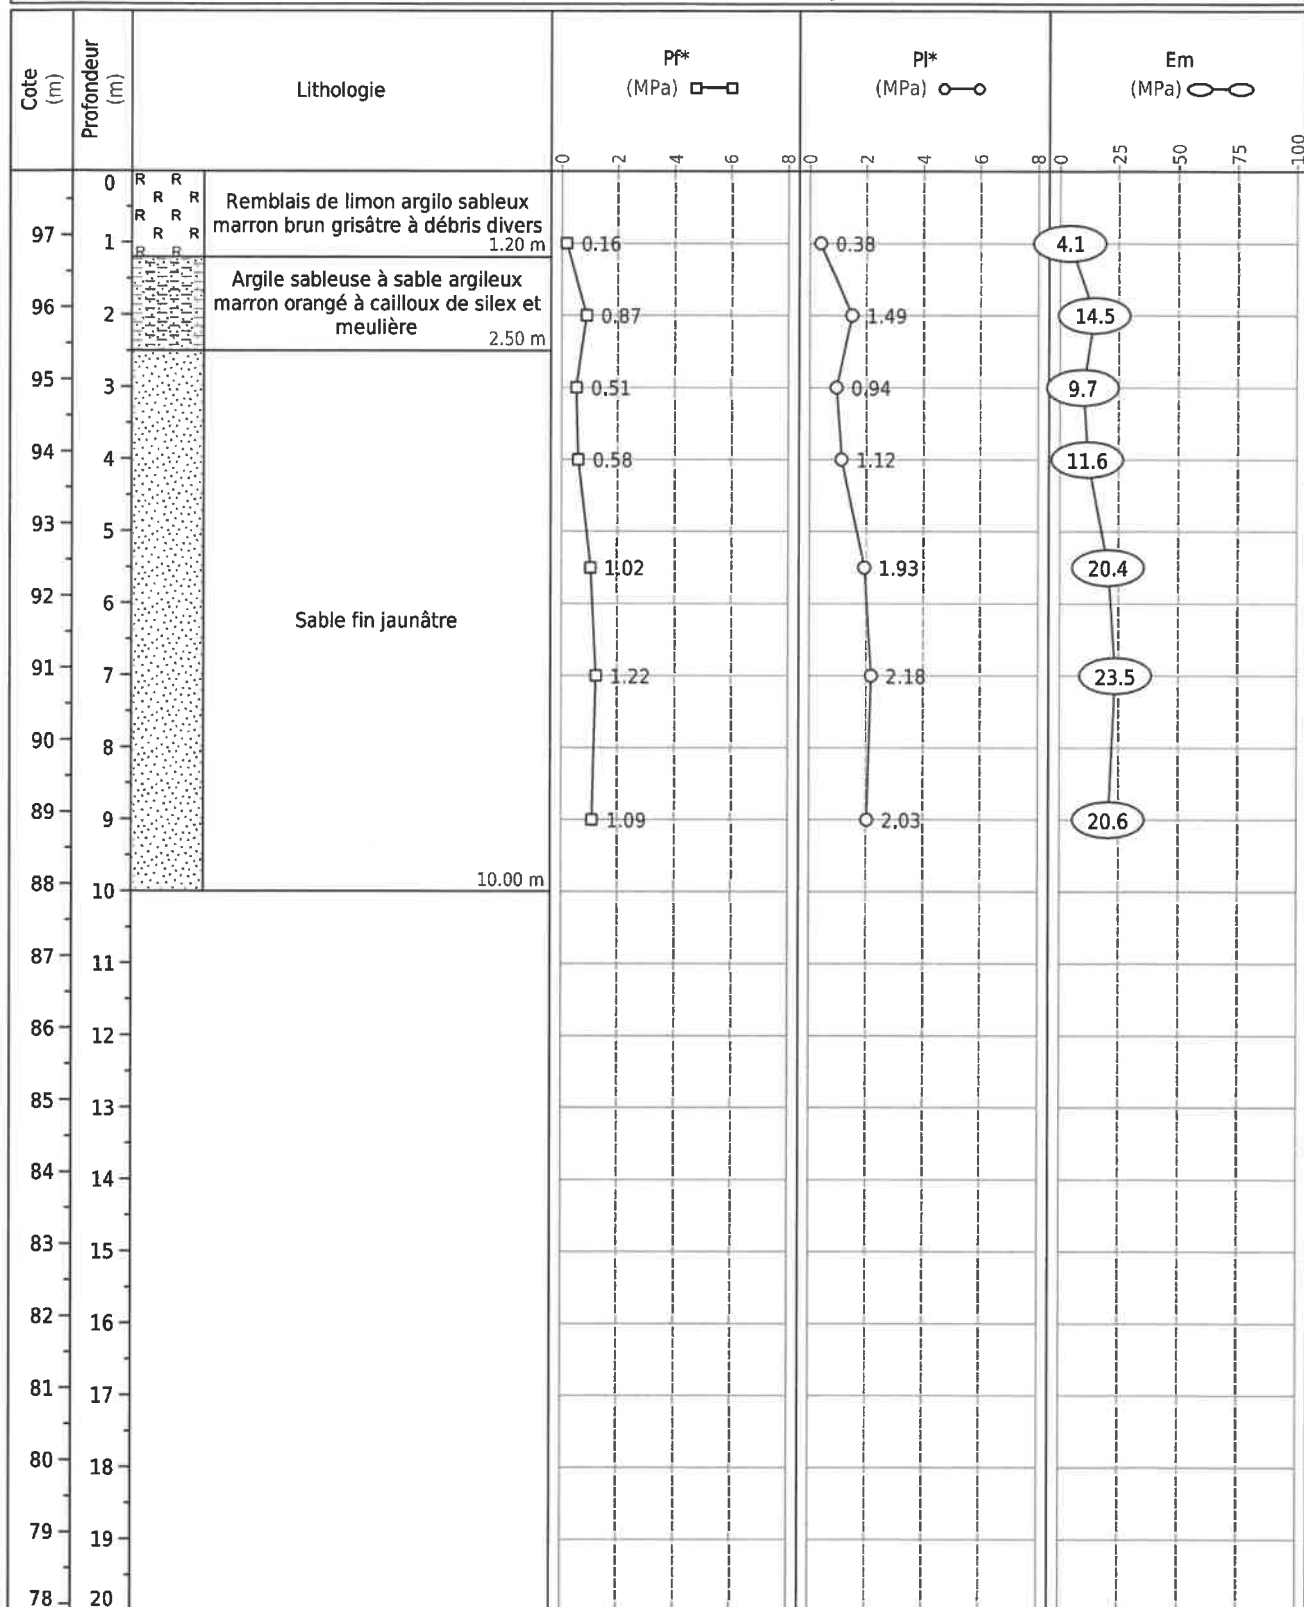 Cote
(m)
Profondeur
(m)
Lithologie
Pf*
(MPa)
Pl*
(MPa)
Em
(MPa)
0 2 4 6 8
0 2 4 6 8
0 25 50 75 100
0
R R
R R
R R
R R
R R
Remblais de limon argilo sableux
marron brun grisâtre à débris divers
1.20 m
97
1
0.16
0.38
4.1
Argile sableuse à sable argileux
marron orangé à cailloux de silex et
meulière
2.50 m
96
2
0.87
1.49
14.5
95
3
0.51
0.94
9.7
94
4
0.58
1.12
11.6
93
5
1.02
1.93
20.4
92
6
Sable fin jaunâtre
91
7
1.22
2.18
23.5
90
8
89
9
1.09
2.03
20.6
10.00 m
88
10
87
11
86
12
85
13
84
14
83
15
82
16
81
17
80
18
79
19
78
20